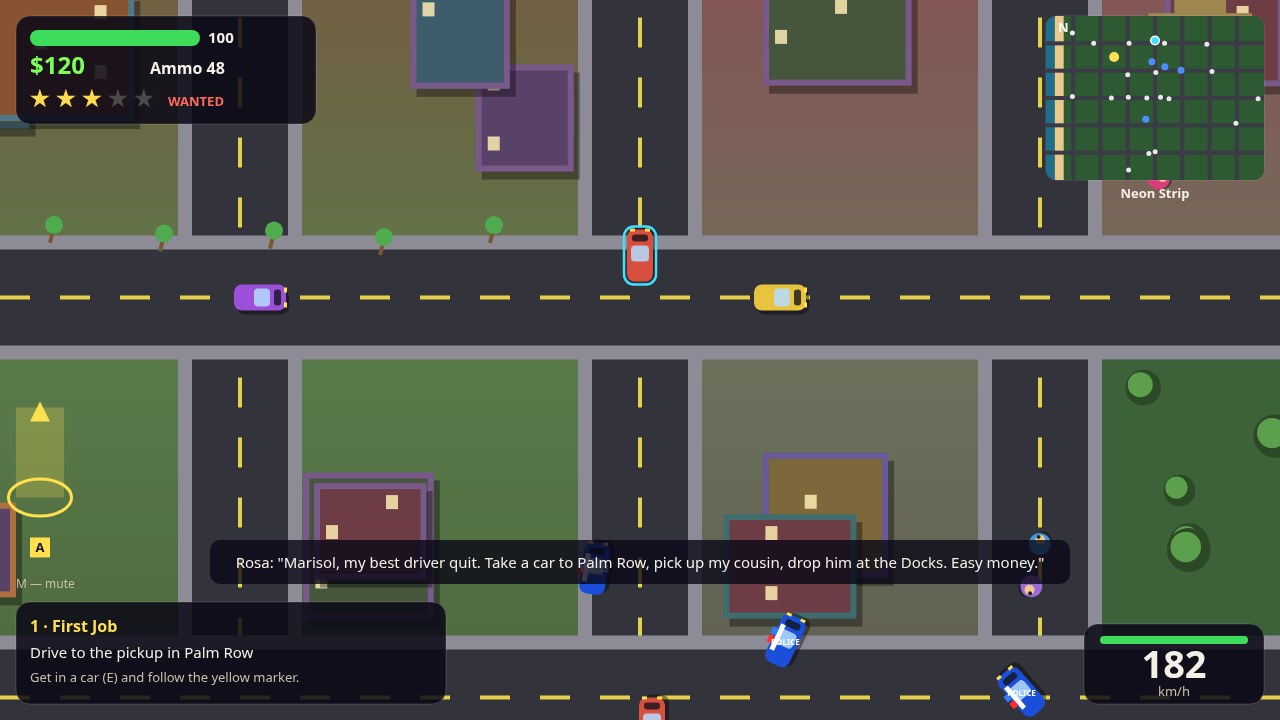 100
$120
Ammo 48
WANTED
N
Neon Strip
A
Rosa: "Marisol, my best driver quit. Take a car to Palm Row, pick up my cousin, drop him at the Docks. Easy money."
M — mute
1 · First Job
Drive to the pickup in Palm Row
Get in a car (E) and follow the yellow marker.
POLICE
POLICE
182
km/h